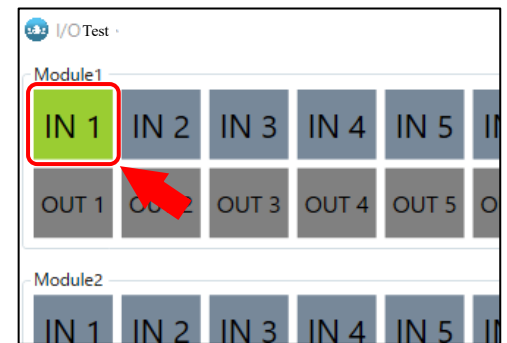 I/O Test
Module1
IN 1 IN 2 IN 3 IN 4 IN 5
OUT 1 OUT 3 OUT 4 OUT 5
Module2
IN 1 IN 2 IN 3 IN 4 IN 5